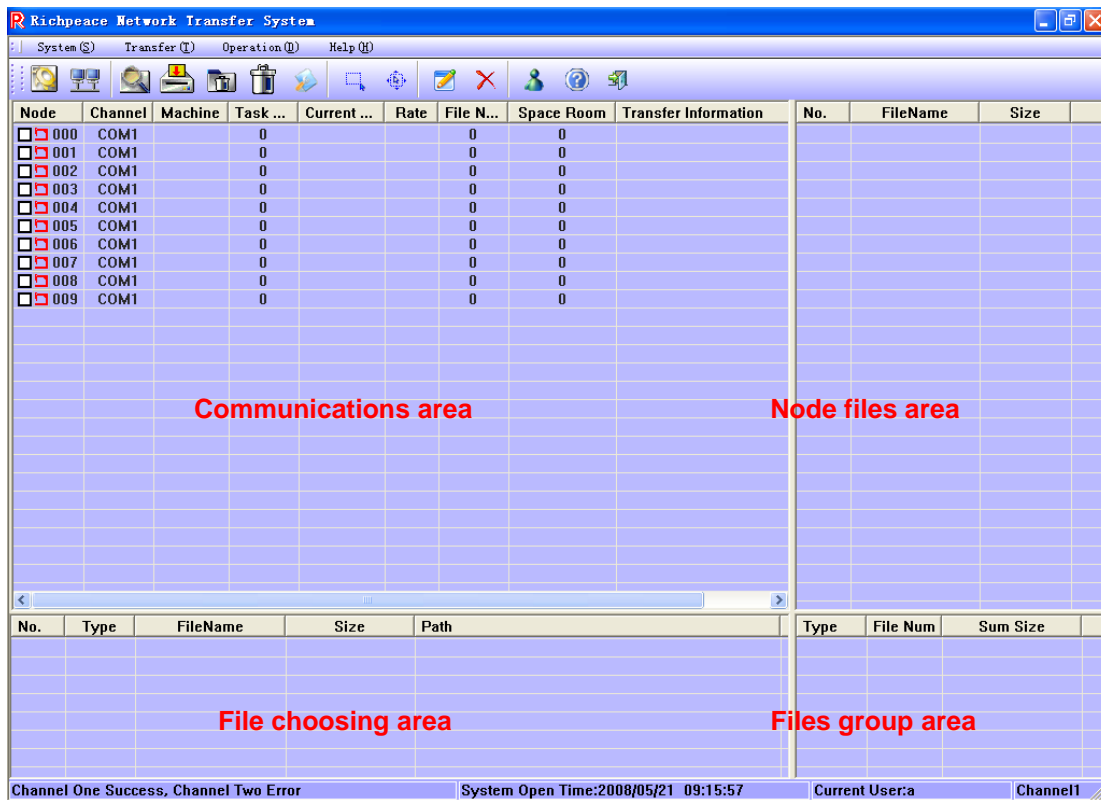 Richpeace Network Transfer System
System(S) Transfer(T) Operation(D) Help(H)
Node Channel Machine Task ... Current ... Rate File N... Space Room Transfer Information No. FileName Size
000 COM1 0 0 0
001 COM1 0 0 0
002 COM1 0 0 0
003 COM1 0 0 0
004 COM1 0 0 0
005 COM1 0 0 0
006 COM1 0 0 0
007 COM1 0 0 0
008 COM1 0 0 0
009 COM1 0 0 0
Communications area Node files area
No. Type FileName Size Path Type File Num Sum Size
File choosing area Files group area
Channel One Success, Channel Two Error System Open Time:2008/05/21 09:15:57 Current User:a Channel1